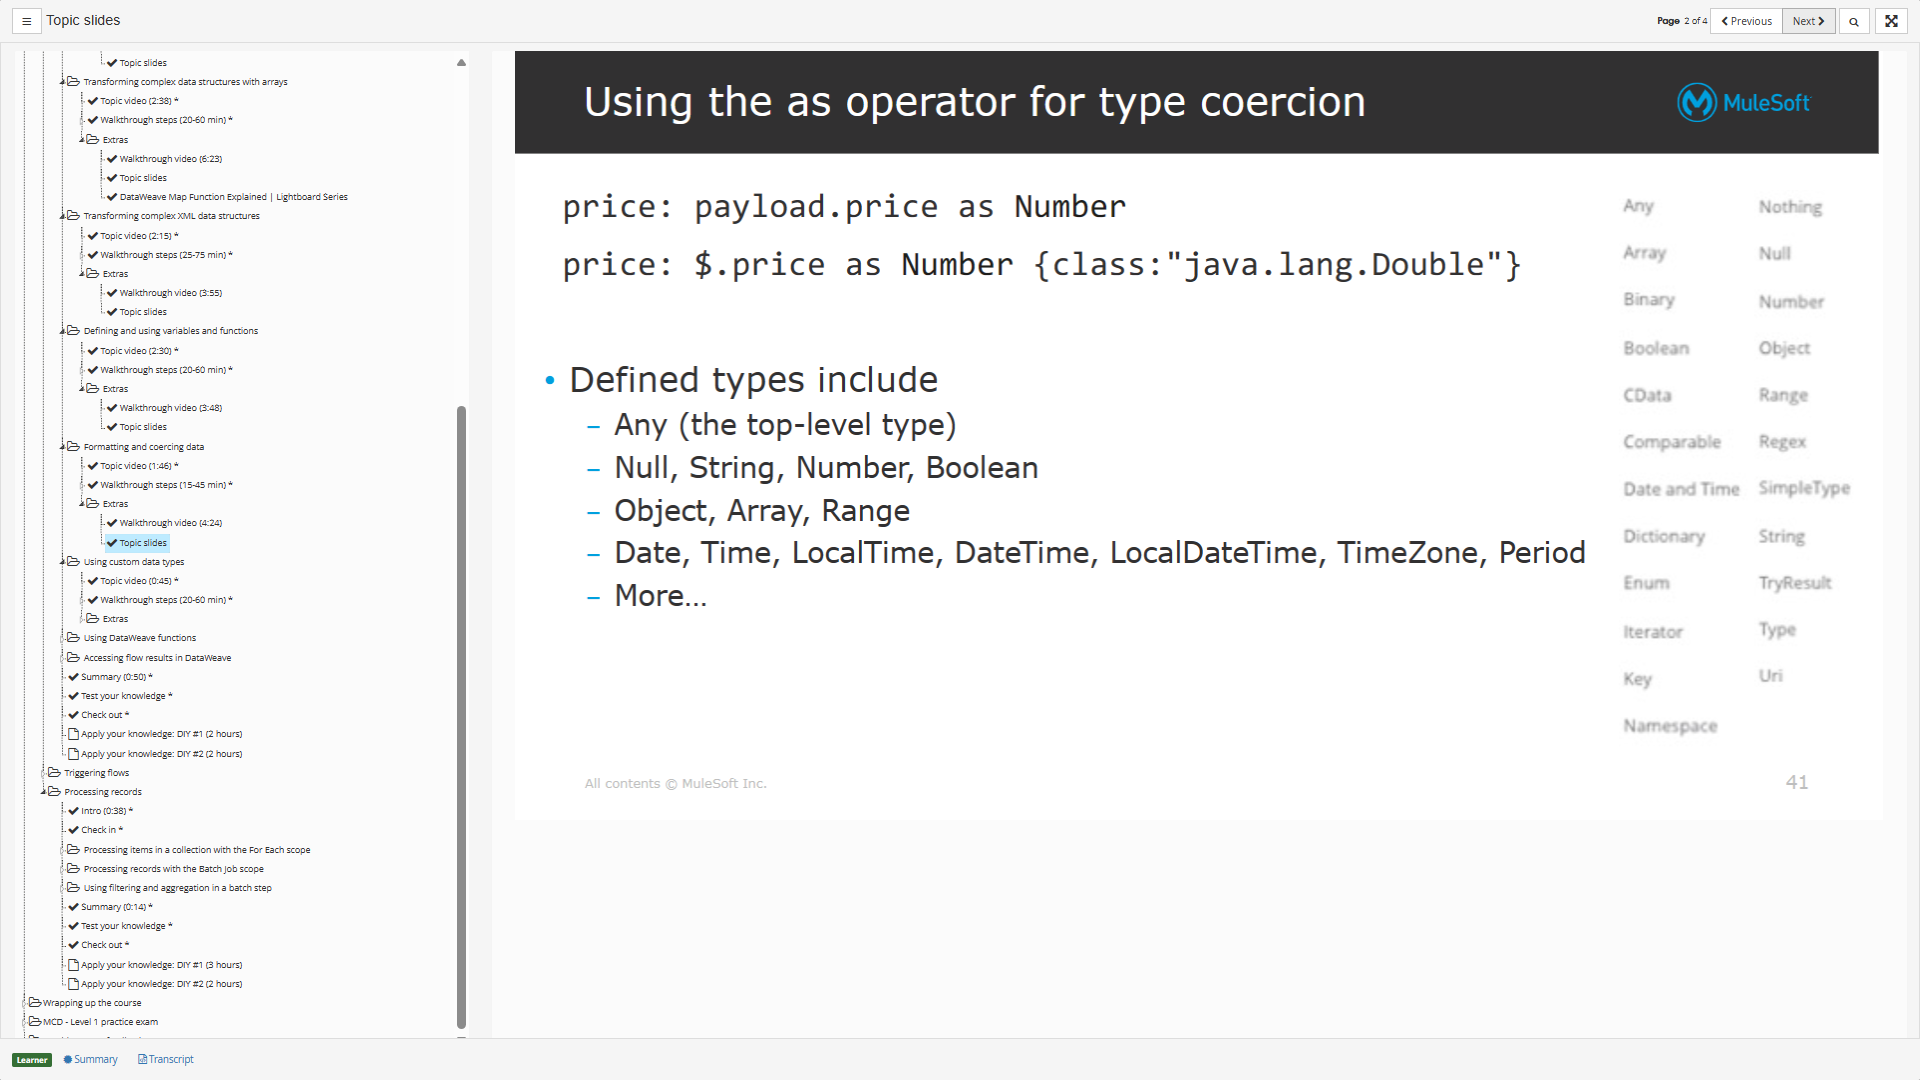 Topic slides
Page 2 of 4
Previous
Next
Topic slides
Transforming complex data structures with arrays
Topic video (2:38) *
Walkthrough steps (20-60 min) *
Extras
Walkthrough video (6:23)
Topic slides
DataWeave Map Function Explained | Lightboard Series
Transforming complex XML data structures
Topic video (2:15) *
Walkthrough steps (25-75 min) *
Extras
Walkthrough video (3:55)
Topic slides
Defining and using variables and functions
Topic video (2:30) *
Walkthrough steps (20-60 min) *
Extras
Walkthrough video (3:48)
Topic slides
Formatting and coercing data
Topic video (1:46) *
Walkthrough steps (15-45 min) *
Extras
Walkthrough video (4:24)
Topic slides
Using custom data types
Topic video (0:45) *
Walkthrough steps (20-60 min) *
Extras
Using DataWeave functions
Accessing flow results in DataWeave
Summary (0:50) *
Test your knowledge *
Check out *
Apply your knowledge: DIY #1 (2 hours)
Apply your knowledge: DIY #2 (2 hours)
Triggering flows
Processing records
Intro (0:38) *
Check in *
Processing items in a collection with the For Each scope
Processing records with the Batch Job scope
Using filtering and aggregation in a batch step
Summary (0:14) *
Test your knowledge *
Check out *
Apply your knowledge: DIY #1 (3 hours)
Apply your knowledge: DIY #2 (2 hours)
Wrapping up the course
MCD - Level 1 practice exam
Using the as operator for type coercion
MuleSoft
price: payload.price as Number
price: $.price as Number {class:"java.lang.Double"}
• Defined types include
– Any (the top-level type)
– Null, String, Number, Boolean
– Object, Array, Range
– Date, Time, LocalTime, DateTime, LocalDateTime, TimeZone, Period
– More…
Any
Array
Binary
Boolean
CData
Comparable
Date and Time
Dictionary
Enum
Iterator
Key
Namespace
Nothing
Null
Number
Object
Range
Regex
SimpleType
String
TryResult
Type
Uri
All contents © MuleSoft Inc.
41
Learner
Summary
Transcript